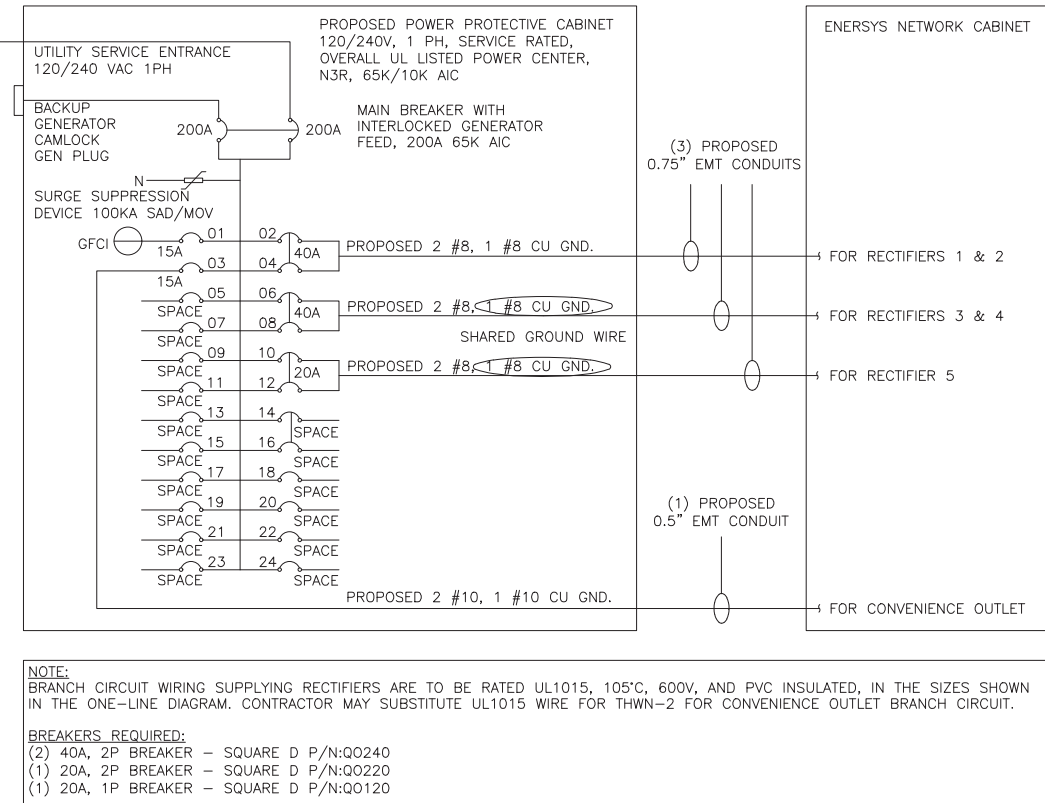 PROPOSED POWER PROTECTIVE CABINET
120/240V, 1 PH, SERVICE RATED,
OVERALL UL LISTED POWER CENTER,
N3R, 65K/10K AIC
ENERSYS NETWORK CABINET
UTILITY SERVICE ENTRANCE
120/240 VAC 1PH
BACKUP
GENERATOR
CAMLOCK
GEN PLUG
200A
200A
MAIN BREAKER WITH
INTERLOCKED GENERATOR
FEED, 200A 65K AIC
(3) PROPOSED
0.75" EMT CONDUITS
N
SURGE SUPPRESSION
DEVICE 100KA SAD/MOV
GFCI
15A
01
02
40A
PROPOSED 2 #8, 1 #8 CU GND.
FOR RECTIFIERS 1 & 2
15A
03
04
SPACE
05
06
40A
PROPOSED 2 #8, 1 #8 CU GND.
FOR RECTIFIERS 3 & 4
SPACE
07
08
SHARED GROUND WIRE
SPACE
09
10
20A
PROPOSED 2 #8, 1 #8 CU GND.
FOR RECTIFIER 5
SPACE
11
12
SPACE
13
14
SPACE
SPACE
15
16
SPACE
SPACE
17
18
SPACE
SPACE
19
20
SPACE
SPACE
21
22
SPACE
SPACE
23
24
SPACE
(1) PROPOSED
0.5" EMT CONDUIT
PROPOSED 2 #10, 1 #10 CU GND.
FOR CONVENIENCE OUTLET
NOTE:
BRANCH CIRCUIT WIRING SUPPLYING RECTIFIERS ARE TO BE RATED UL1015, 105°C, 600V, AND PVC INSULATED, IN THE SIZES SHOWN
IN THE ONE-LINE DIAGRAM. CONTRACTOR MAY SUBSTITUTE UL1015 WIRE FOR THWN-2 FOR CONVENIENCE OUTLET BRANCH CIRCUIT.
BREAKERS REQUIRED:
(2) 40A, 2P BREAKER - SQUARE D P/N:QO240
(1) 20A, 2P BREAKER - SQUARE D P/N:QO220
(1) 20A, 1P BREAKER - SQUARE D P/N:QO120